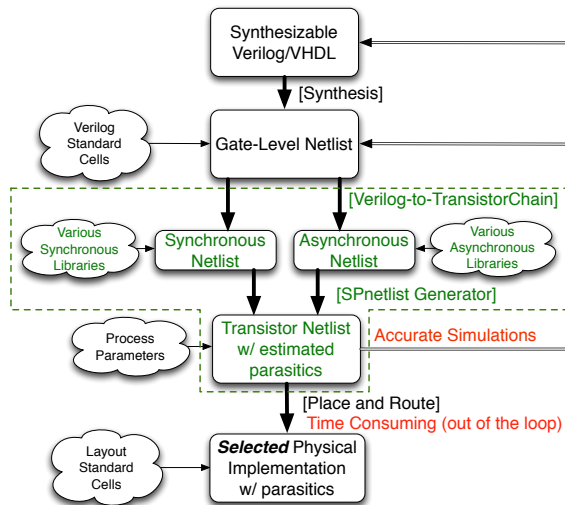 Synthesizable
Verilog/VHDL
[Synthesis]
Verilog
Standard
Cells
Gate-Level Netlist
[Verilog-to-TransistorChain]
Various
Synchronous
Libraries
Synchronous
Netlist
Asynchronous
Netlist
Various
Asynchronous
Libraries
[SPnetlist Generator]
Process
Parameters
Transistor Netlist
w/ estimated
parasitics
Accurate Simulations
[Place and Route]
Time Consuming (out of the loop)
Layout
Standard
Cells
Selected Physical
Implementation
w/ parasitics